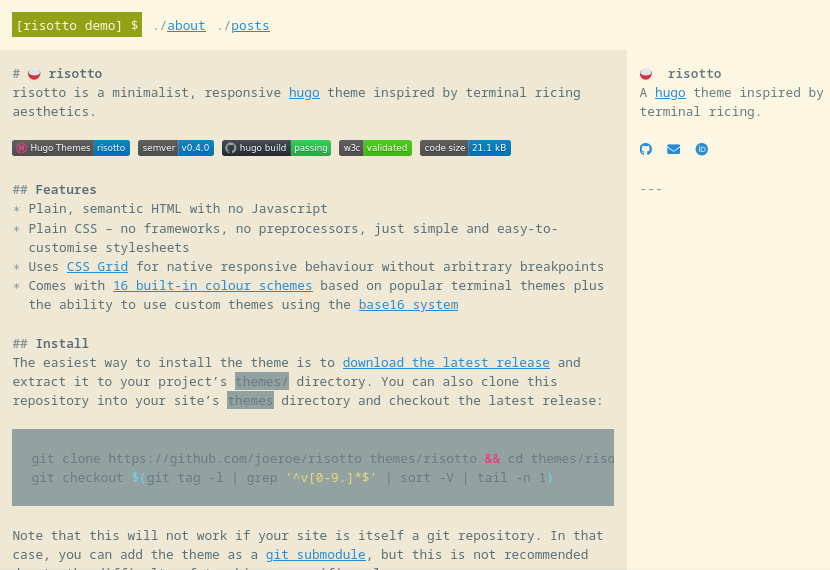 [risotto demo] $ ./about ./posts
# risotto
risotto is a minimalist, responsive hugo theme inspired by terminal ricing
aesthetics.
Hugo Themes risotto semver v0.4.0 hugo build passing w3c validated code size 21.1 kB
## Features
* Plain, semantic HTML with no Javascript
* Plain CSS – no frameworks, no preprocessors, just simple and easy-to-
customise stylesheets
* Uses CSS Grid for native responsive behaviour without arbitrary breakpoints
* Comes with 16 built-in colour schemes based on popular terminal themes plus
the ability to use custom themes using the base16 system
## Install
The easiest way to install the theme is to download the latest release and
extract it to your project’s themes/ directory. You can also clone this
repository into your site’s themes directory and checkout the latest release:
git clone https://github.com/joeroe/risotto themes/risotto && cd themes/riso
git checkout $(git tag -l | grep '^v[0-9.]*$' | sort -V | tail -n 1)
Note that this will not work if your site is itself a git repository. In that
case, you can add the theme as a git submodule, but this is not recommended
risotto
A hugo theme inspired by
terminal ricing.
---